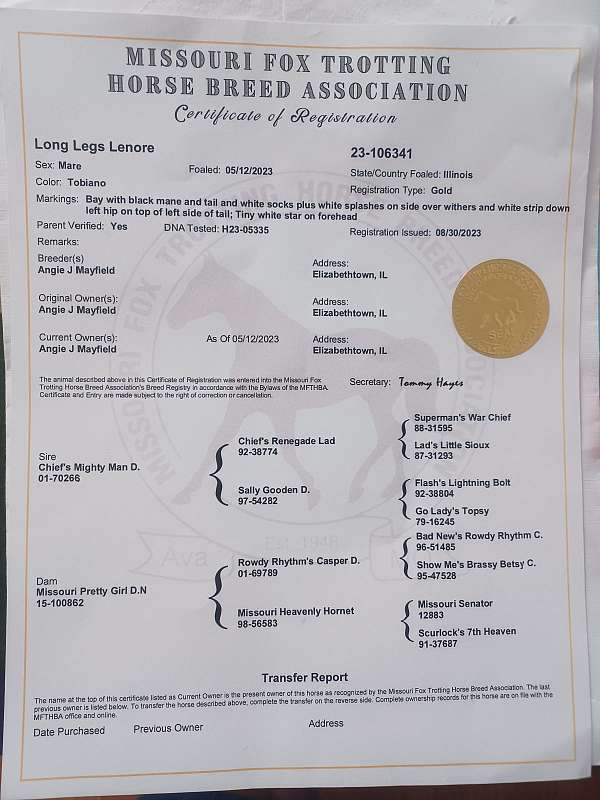 MISSOURI FOX TROTTING
HORSE BREED ASSOCIATION
Certificate of Registration
Long Legs Lenore
23-106341
Sex: Mare
Foaled: 05/12/2023
State/Country Foaled: Illinois
Color: Tobiano
Registration Type: Gold
Markings: Bay with black mane and tail and white socks plus white splashes on side over withers and white strip down
left hip on top of left side of tail; Tiny white star on forehead
Parent Verified: Yes
DNA Tested: H23-05335
Registration Issued: 08/30/2023
Remarks:
Breeder(s)
Angie J Mayfield
Address:
Elizabethtown, IL
Original Owner(s):
Angie J Mayfield
Address:
Elizabethtown, IL
Current Owner(s):
Angie J Mayfield
As Of 05/12/2023
Address:
Elizabethtown, IL
The animal described above in this Certificate of Registration was entered into the Missouri Fox
Trotting Horse Breed Association's Breed Registry in accordance with the Bylaws of the MFTHBA.
Certificate and Entry are made subject to the right of correction or cancellation.
Secretary: Tommy Hayes
Sire
Chief's Mighty Man D.
01-70266
Chief's Renegade Lad
92-38774
Sally Gooden D.
97-54282
Superman's War Chief
88-31595
Lad's Little Sioux
87-31293
Flash's Lightning Bolt
92-38804
Go Lady's Topsy
79-16245
Dam
Missouri Pretty Girl D.N
15-100862
Rowdy Rhythm's Casper D.
01-69789
Missouri Heavenly Hornet
98-56583
Bad New's Rowdy Rhythm C.
96-51485
Show Me's Brassy Betsy C.
95-47528
Missouri Senator
12883
Scurlock's 7th Heaven
91-37687
Est 1948
Ava
Transfer Report
The name at the top of this certificate listed as Current Owner is the present owner of this horse as recognized by the Missouri Fox Trotting Horse Breed Association. The last
previous owner is listed below. To transfer the horse described above, complete the transfer on the reverse side. Complete ownership records for this horse are on file with the
MFTHBA office and online.
Date Purchased
Previous Owner
Address